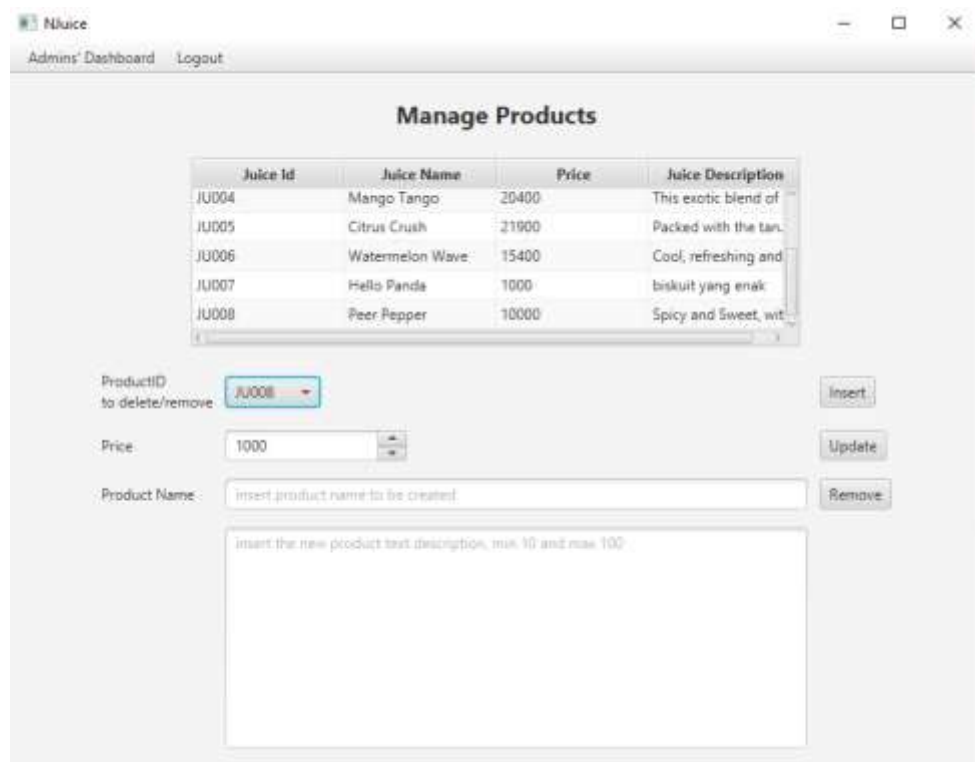 NJuice
Admins' Dashboard Logout
Manage Products
Juice Id Juice Name Price Juice Description
JU004 Mango Tango 20400 This exotic blend of
JU005 Citrus Crush 21900 Packed with the tan.
JU006 Watermelon Wave 15400 Cool, refreshing and
JU007 Hello Panda 1000 biskuit yang enak
JU008 Peer Pepper 10000 Spicy and Sweet, wit
ProductID
to delete/remove JU008 Insert
Price 1000 Update
Product Name insert product name to be created Remove
insert the new product text description, min 10 and max 100